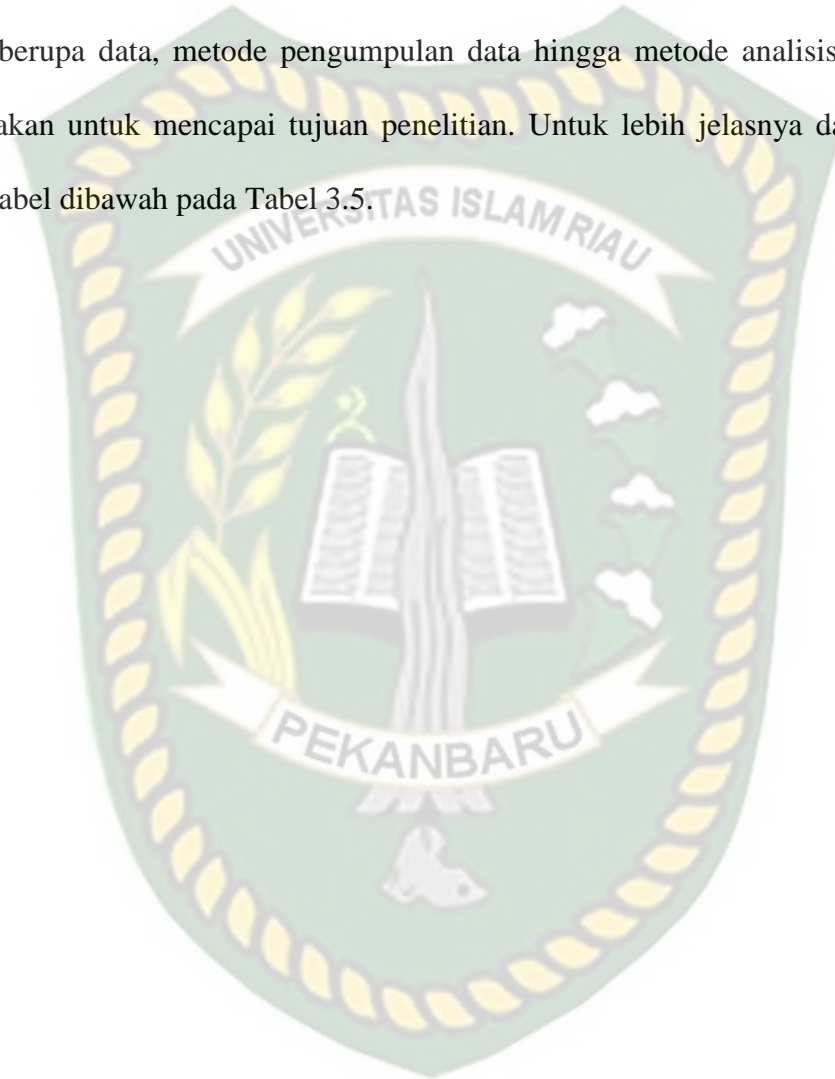 berupa data, metode pengumpulan data hingga metode analisis
akan untuk mencapai tujuan penelitian. Untuk lebih jelasnya da
abel dibawah pada Tabel 3.5.
UNIVERSITAS ISLAM RIAU
PEKANBARU